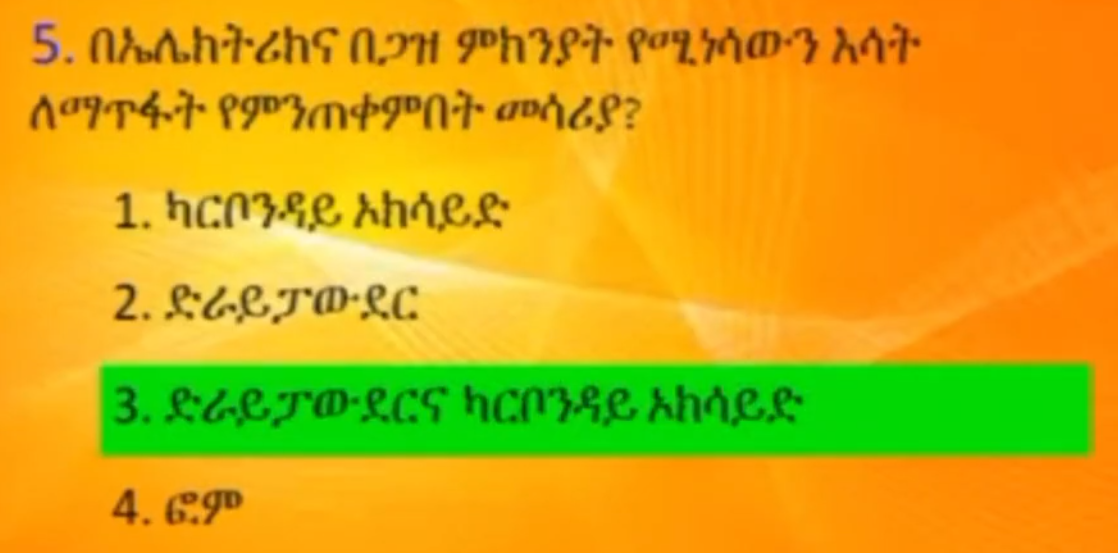 5. በኤሌክትሪክና በጋዝ ምክንያት የሚነሳውን እሳት
ለማጥፋት የምንጠቀምበት መሳሪያ?
1. ካርቦንዳይ ኦክሳይድ
2. ድራይፓውደር
3. ድራይፓውደርና ካርቦንዳይ ኦክሳይድ
4. ፎም